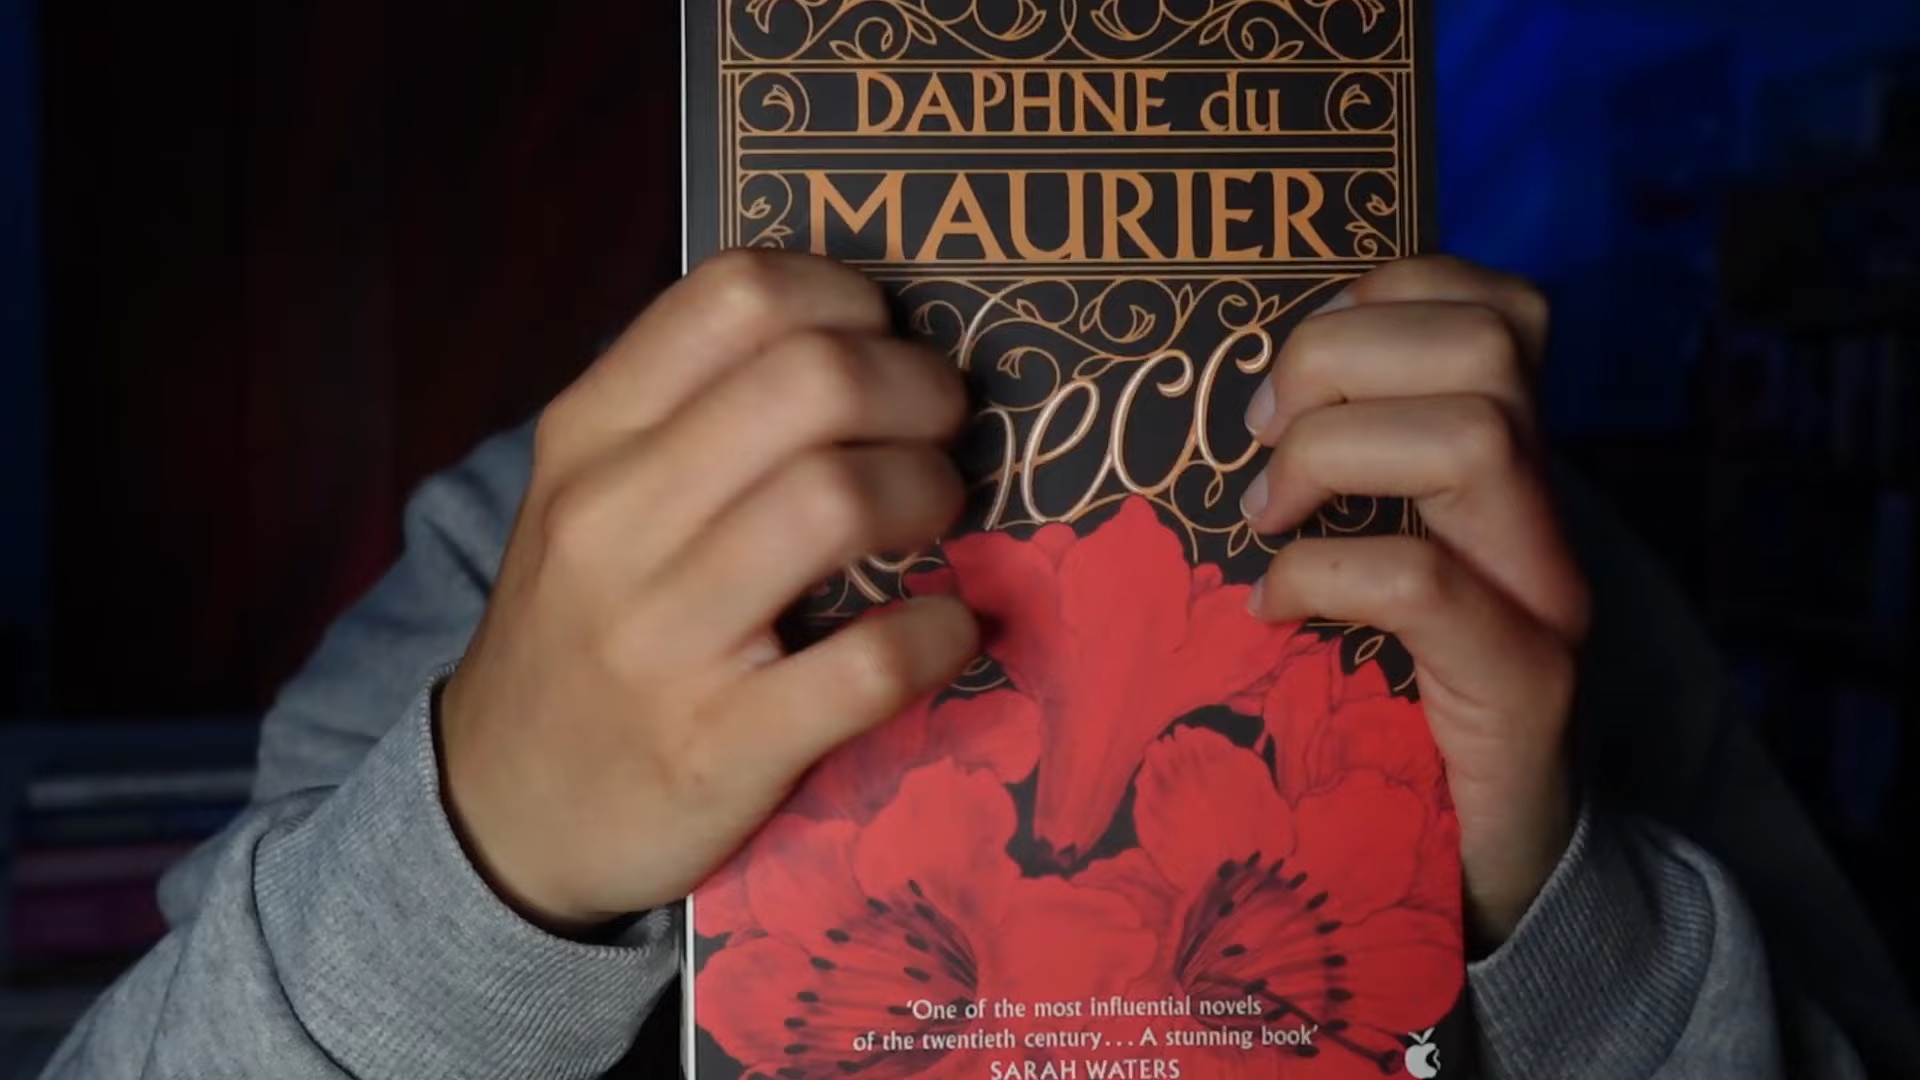 DAPHNE du
MAURIER
'One of the most influential novels
of the twentieth century... A stunning book'
SARAH WATERS